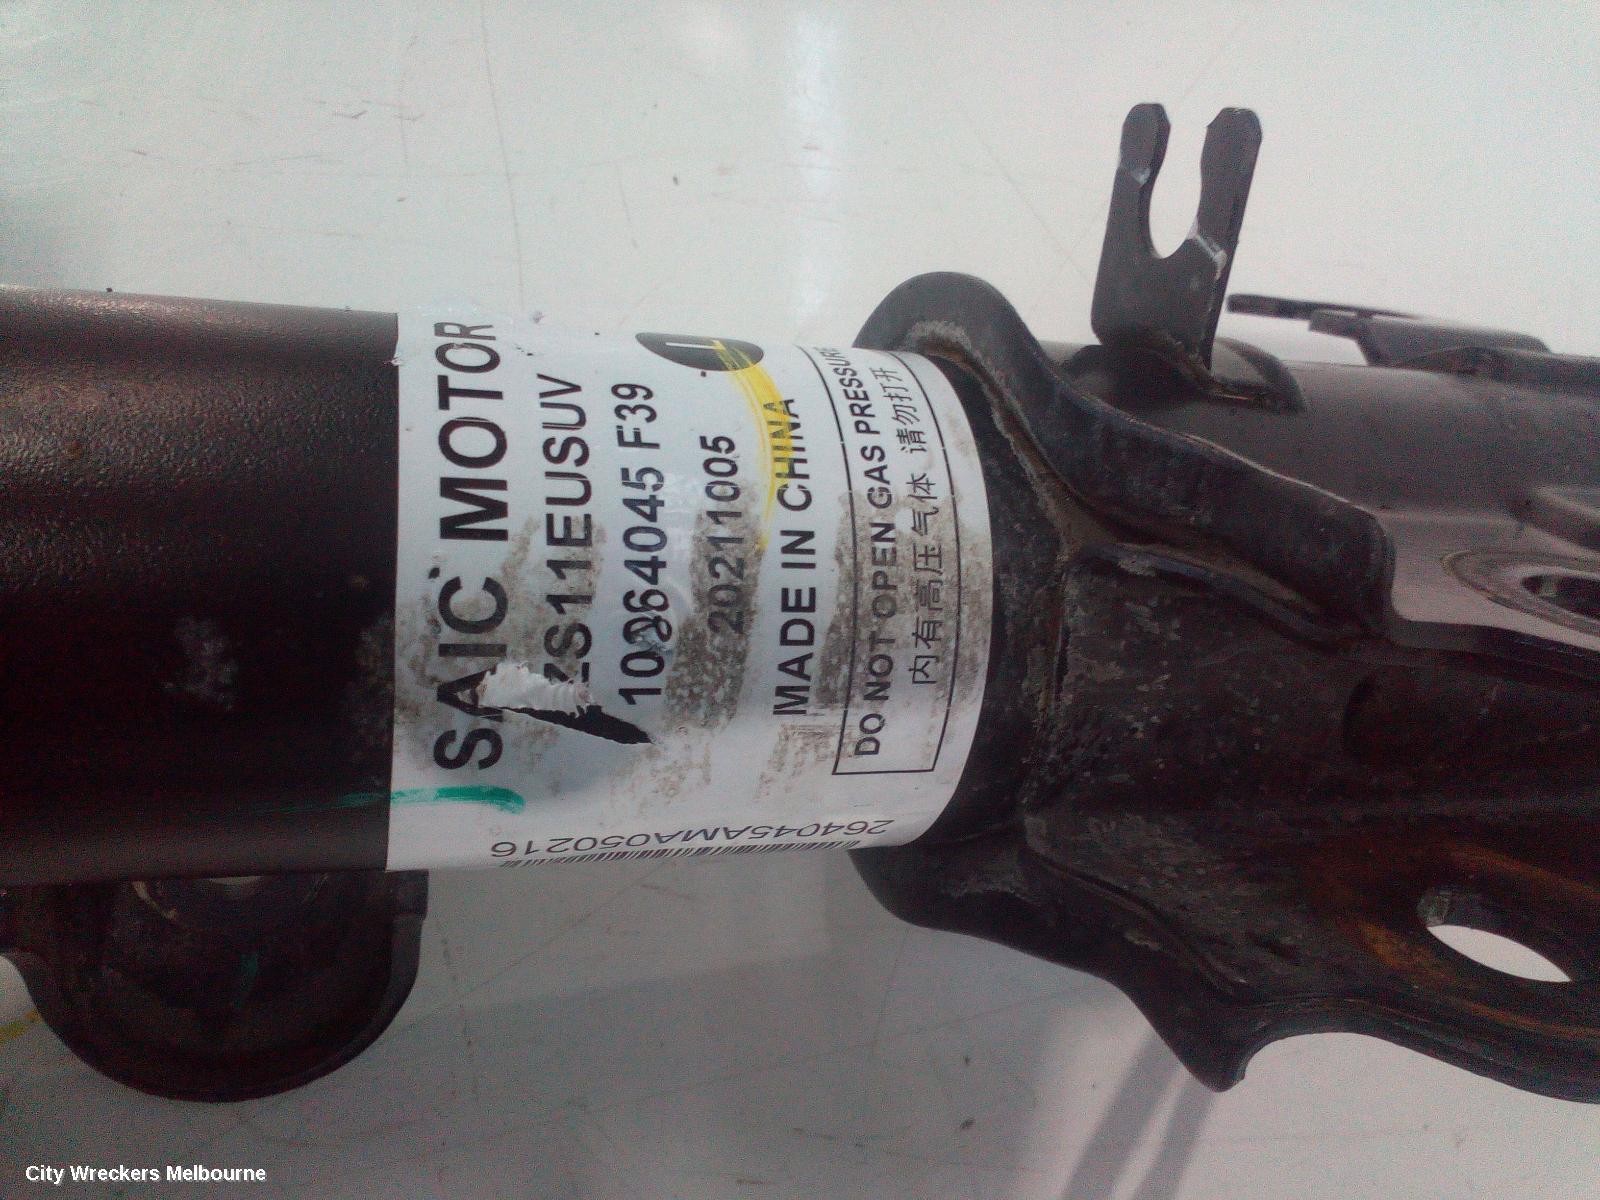 SAIC MOTOR
ZS11EUSUV
10264045 F39
20211005
L
MADE IN CHINA
DO NOT OPEN GAS PRESSURE
内有高压气体 请勿打开
264045AMA050216
City Wreckers Melbourne